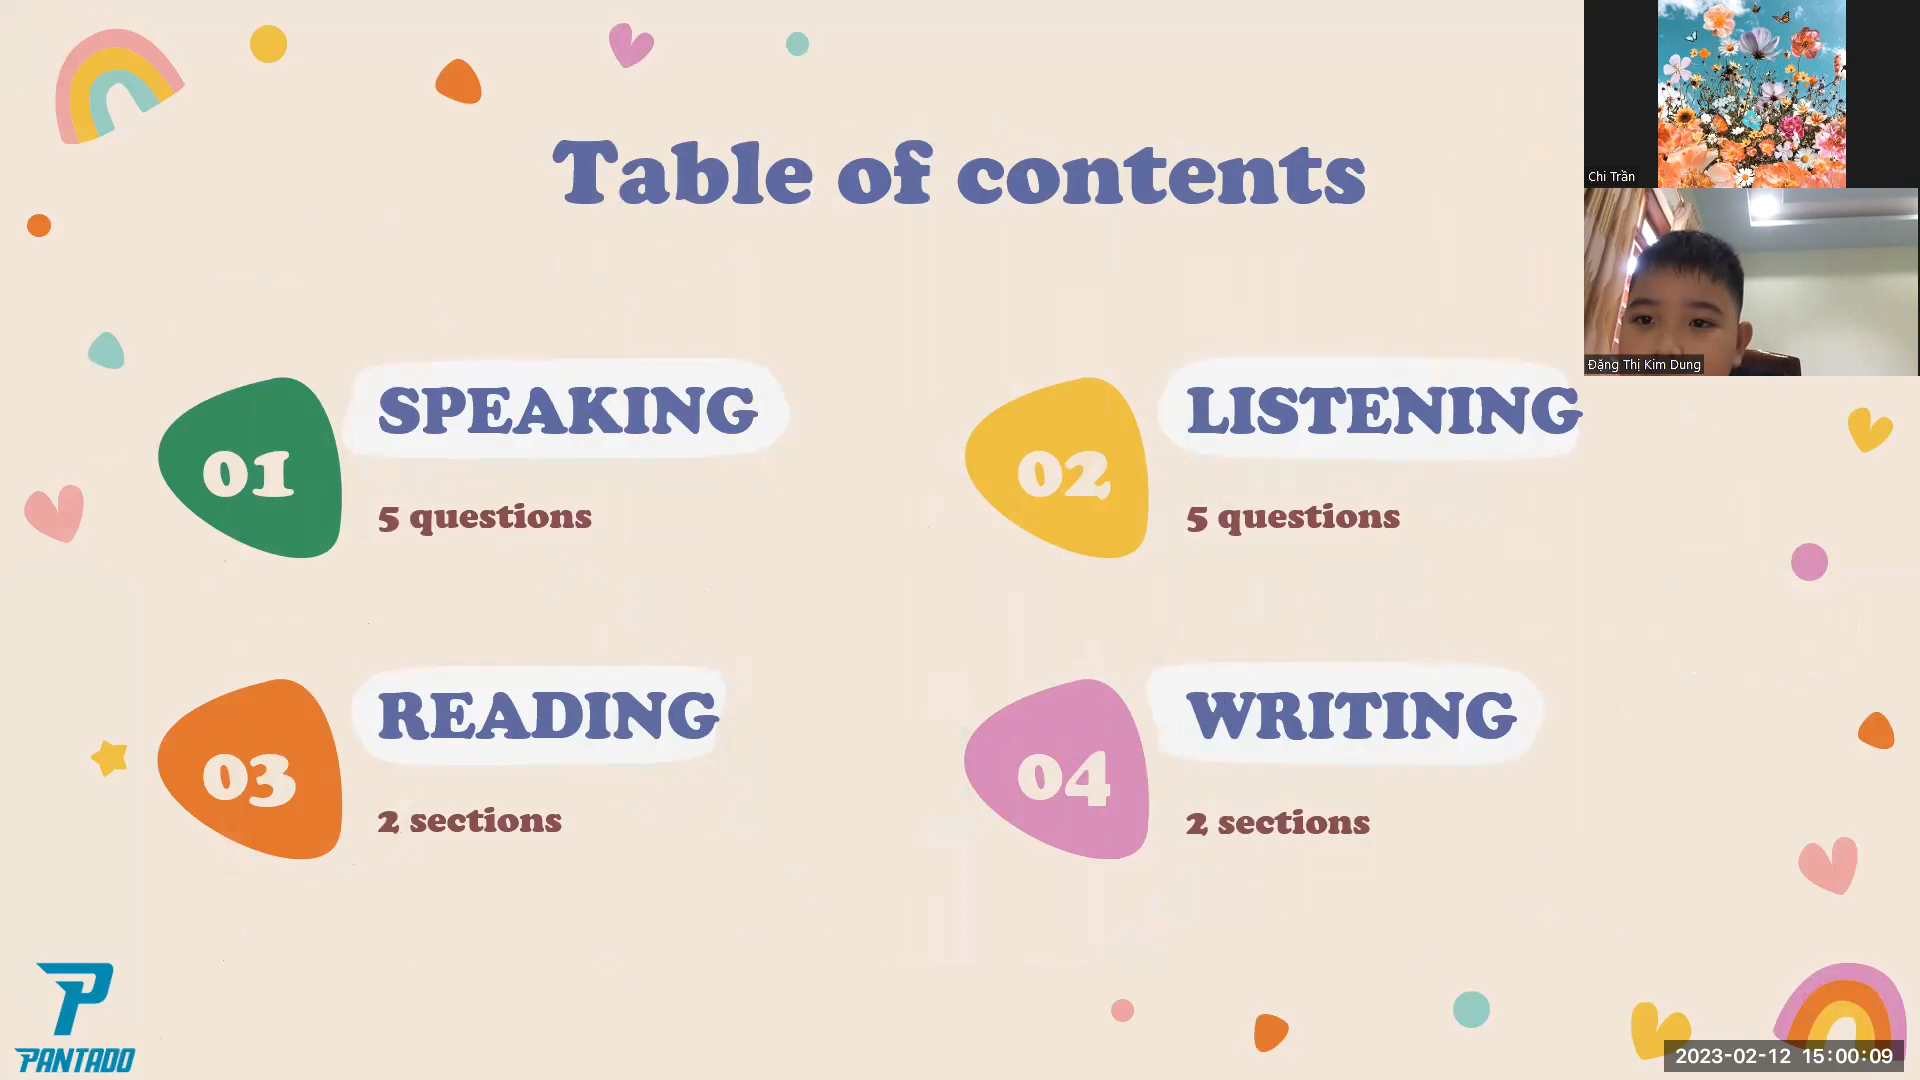 Table of contents
Chi Trần
Đặng Thị Kim Dung
01
SPEAKING
5 questions
02
LISTENING
5 questions
03
READING
2 sections
04
WRITING
2 sections
PANTADO
2023-02-12 15:00:09